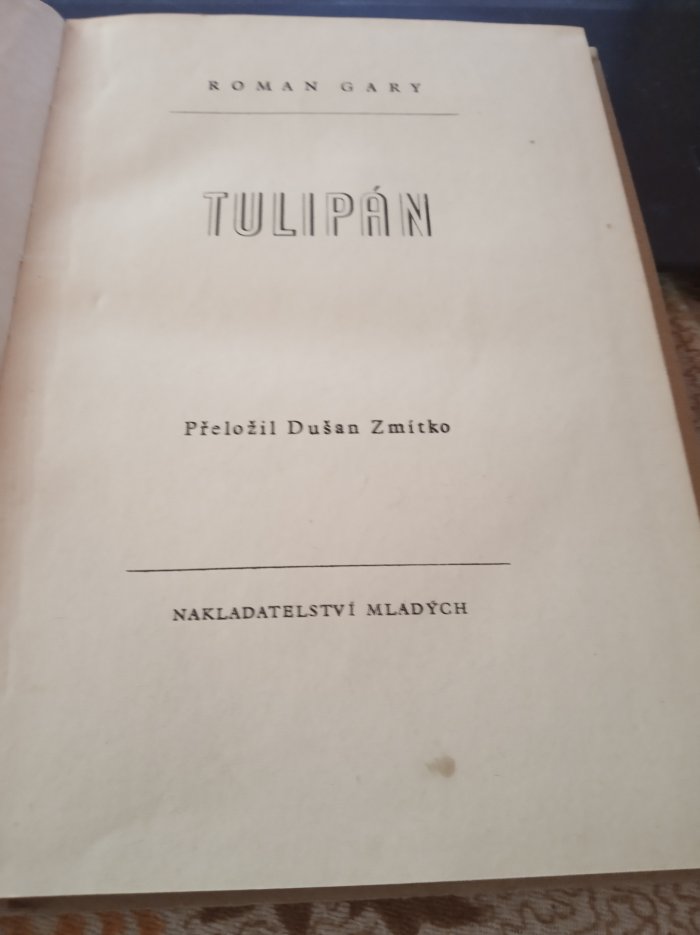 ROMAN GARY
TULIPÁN
Přeložil Dušan Zmítko
NAKLADATELSTVÍ MLADÝCH